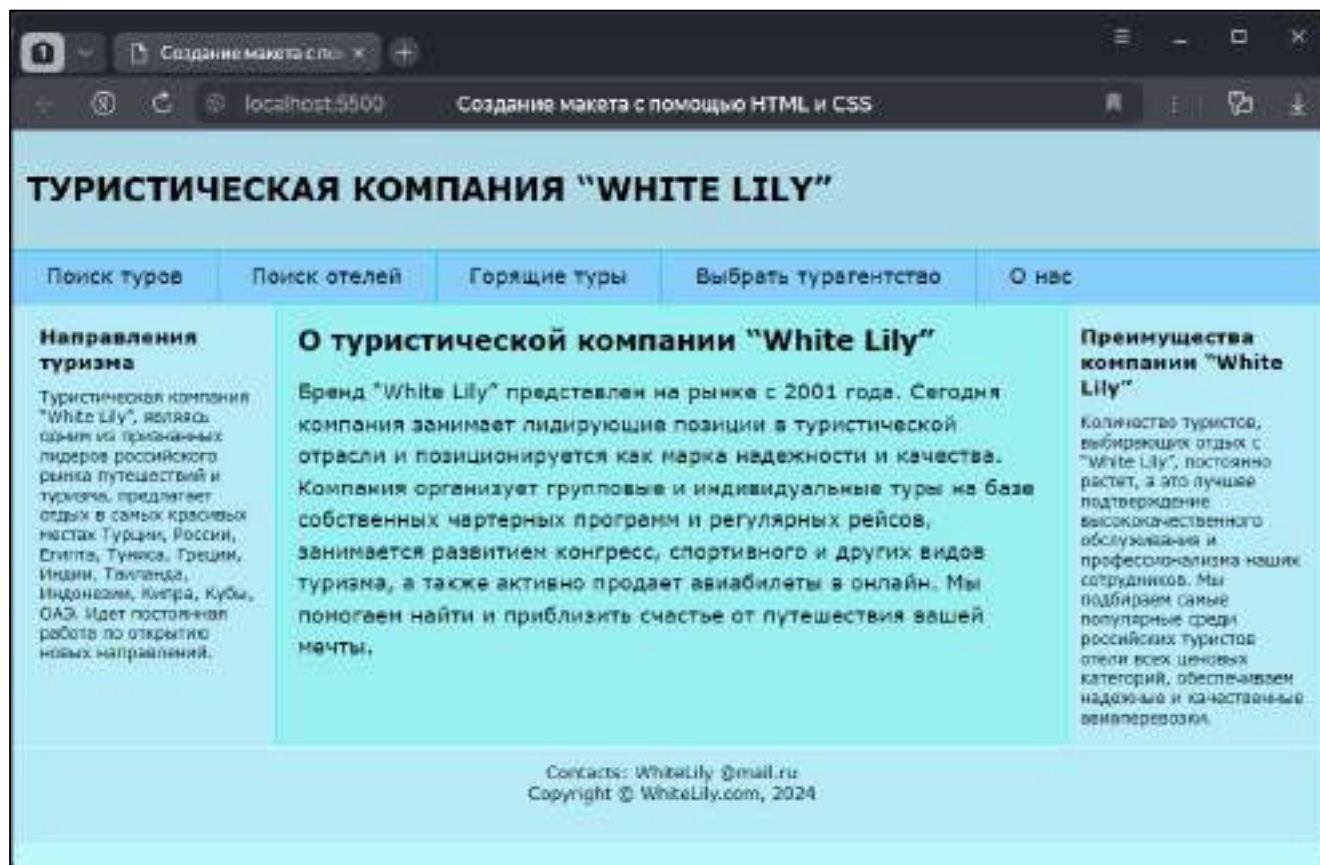 1
Создание макета с по
localhost:5500 Создание макета с помощью HTML и CSS
ТУРИСТИЧЕСКАЯ КОМПАНИЯ “WHITE LILY”
Поиск туров Поиск отелей Горящие туры Выбрать турагентство О нас
Направления
туризма
Туристическая компания
"White Lily", являясь
одним из признанных
лидеров российского
рынка путешествий и
туризма, предлагает
отдых в самых красивых
местах Турции, России,
Египта, Туниса, Греции,
Индии, Таиланда,
Индонезии, Кипра, Кубы,
ОАЭ. Идет постоянная
работа по открытию
новых направлений.
О туристической компании “White Lily”
Бренд “White Lily” представлен на рынке с 2001 года. Сегодня
компания занимает лидирующие позиции в туристической
отрасли и позиционируется как марка надежности и качества.
Компания организует групповые и индивидуальные туры на базе
собственных чартерных программ и регулярных рейсов,
занимается развитием конгресс, спортивного и других видов
туризма, а также активно продает авиабилеты в онлайн. Мы
помогаем найти и приблизить счастье от путешествия вашей
мечты.
Преимущества
компании “White
Lily”
Количество туристов,
выбирающих отдых с
"White Lily", постоянно
растет, а это лучшее
подтверждение
высококачественного
обслуживания и
профессионализма наших
сотрудников. Мы
подбираем самые
популярные среди
российских туристов
отели всех ценовых
категорий, обеспечиваем
надежные и качественные
авиаперевозки.
Contacts: WhiteLily @mail.ru
Copyright © WhiteLily.com, 2024